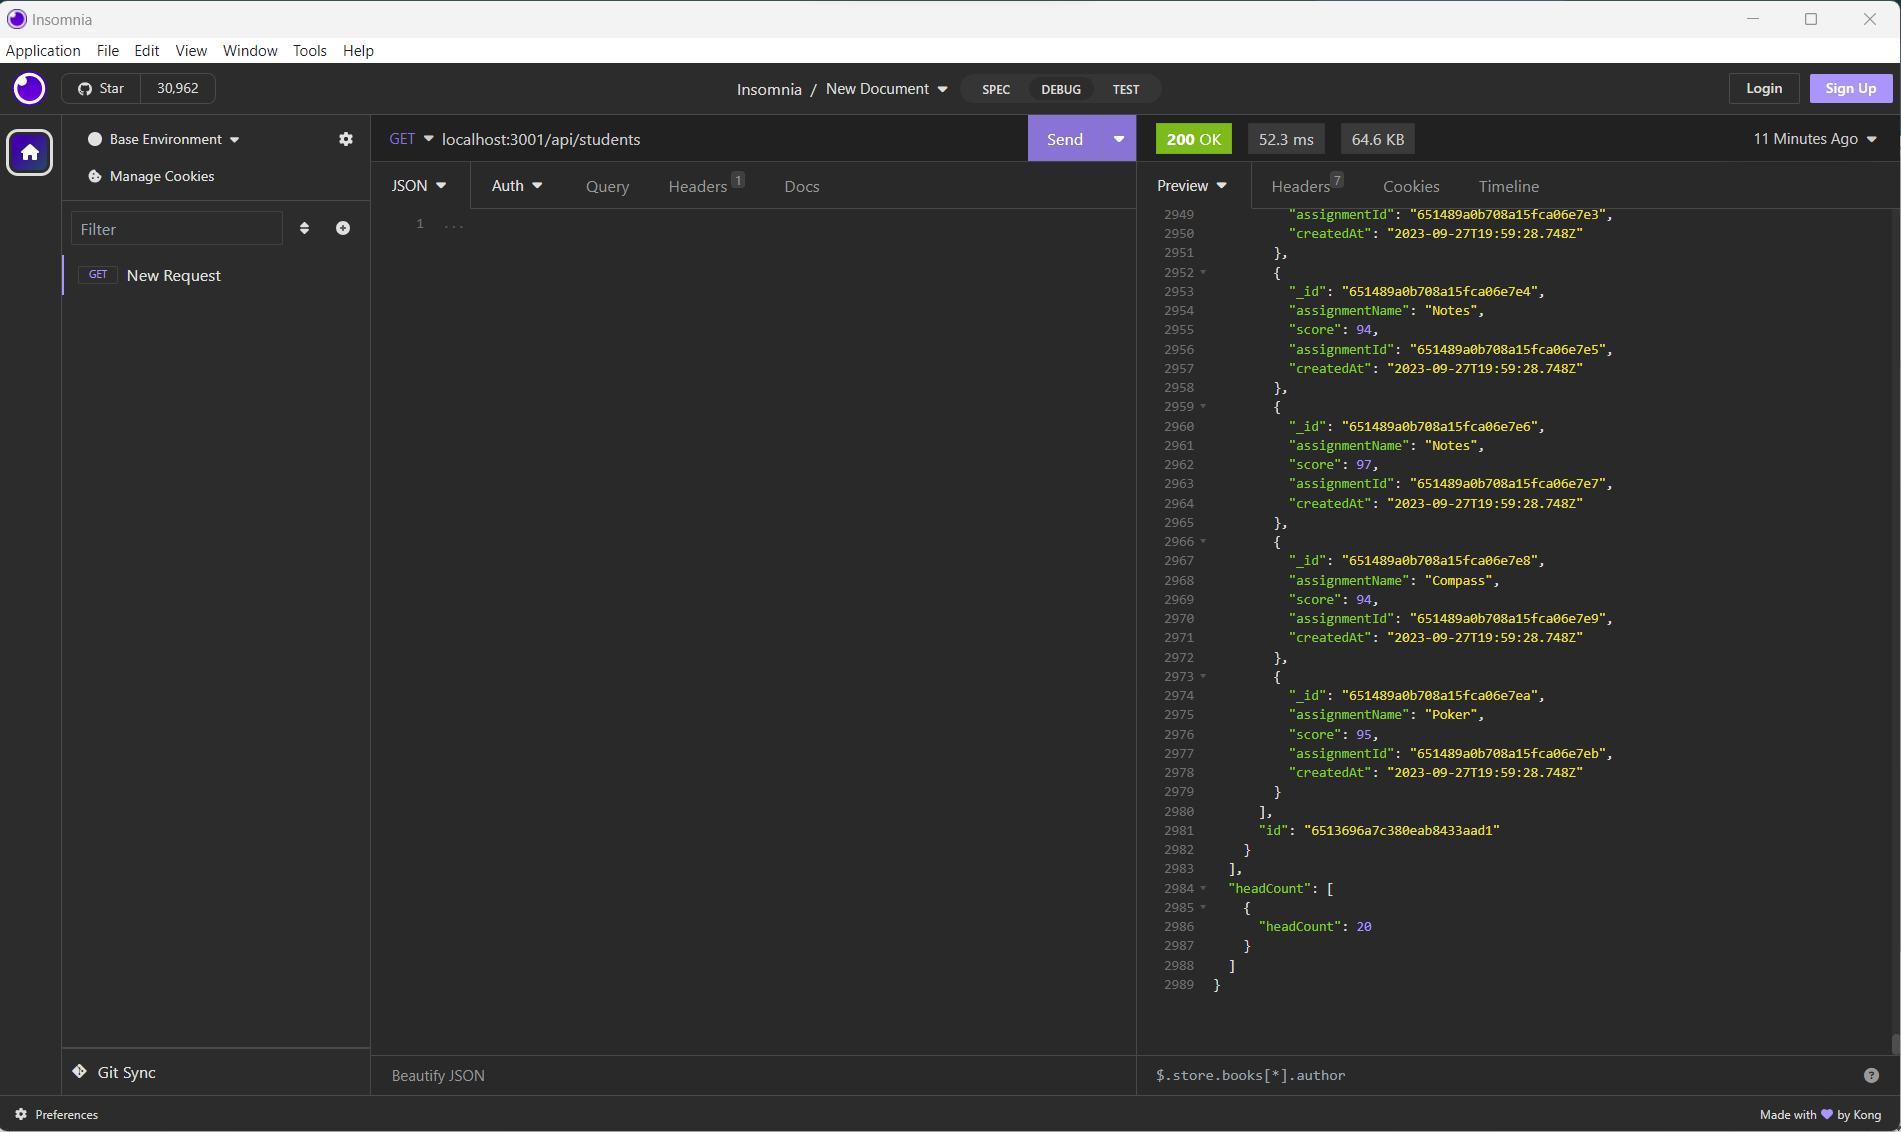 Insomnia
Application File Edit View Window Tools Help
Star 30,962
Insomnia / New Document
SPEC DEBUG TEST
Login Sign Up
Base Environment
Manage Cookies
Filter
GET New Request
Git Sync
GET localhost:3001/api/students Send
JSON Auth Query Headers 1 Docs
1 ...
Beautify JSON
200 OK 52.3 ms 64.6 KB 11 Minutes Ago
Preview Headers 7 Cookies Timeline
2949 "assignmentId": "651489a0b708a15fca06e7e3",
2950 "createdAt": "2023-09-27T19:59:28.748Z"
2951 },
2952 {
2953 "_id": "651489a0b708a15fca06e7e4",
2954 "assignmentName": "Notes",
2955 "score": 94,
2956 "assignmentId": "651489a0b708a15fca06e7e5",
2957 "createdAt": "2023-09-27T19:59:28.748Z"
2958 },
2959 {
2960 "_id": "651489a0b708a15fca06e7e6",
2961 "assignmentName": "Notes",
2962 "score": 97,
2963 "assignmentId": "651489a0b708a15fca06e7e7",
2964 "createdAt": "2023-09-27T19:59:28.748Z"
2965 },
2966 {
2967 "_id": "651489a0b708a15fca06e7e8",
2968 "assignmentName": "Compass",
2969 "score": 94,
2970 "assignmentId": "651489a0b708a15fca06e7e9",
2971 "createdAt": "2023-09-27T19:59:28.748Z"
2972 },
2973 {
2974 "_id": "651489a0b708a15fca06e7ea",
2975 "assignmentName": "Poker",
2976 "score": 95,
2977 "assignmentId": "651489a0b708a15fca06e7eb",
2978 "createdAt": "2023-09-27T19:59:28.748Z"
2979 }
2980 ],
2981 "id": "6513696a7c380eab8433aad1"
2982 }
2983 ],
2984 "headCount": [
2985 {
2986 "headCount": 20
2987 }
2988 ]
2989 }
$.store.books[*].author
?
Preferences
Made with 💜 by Kong